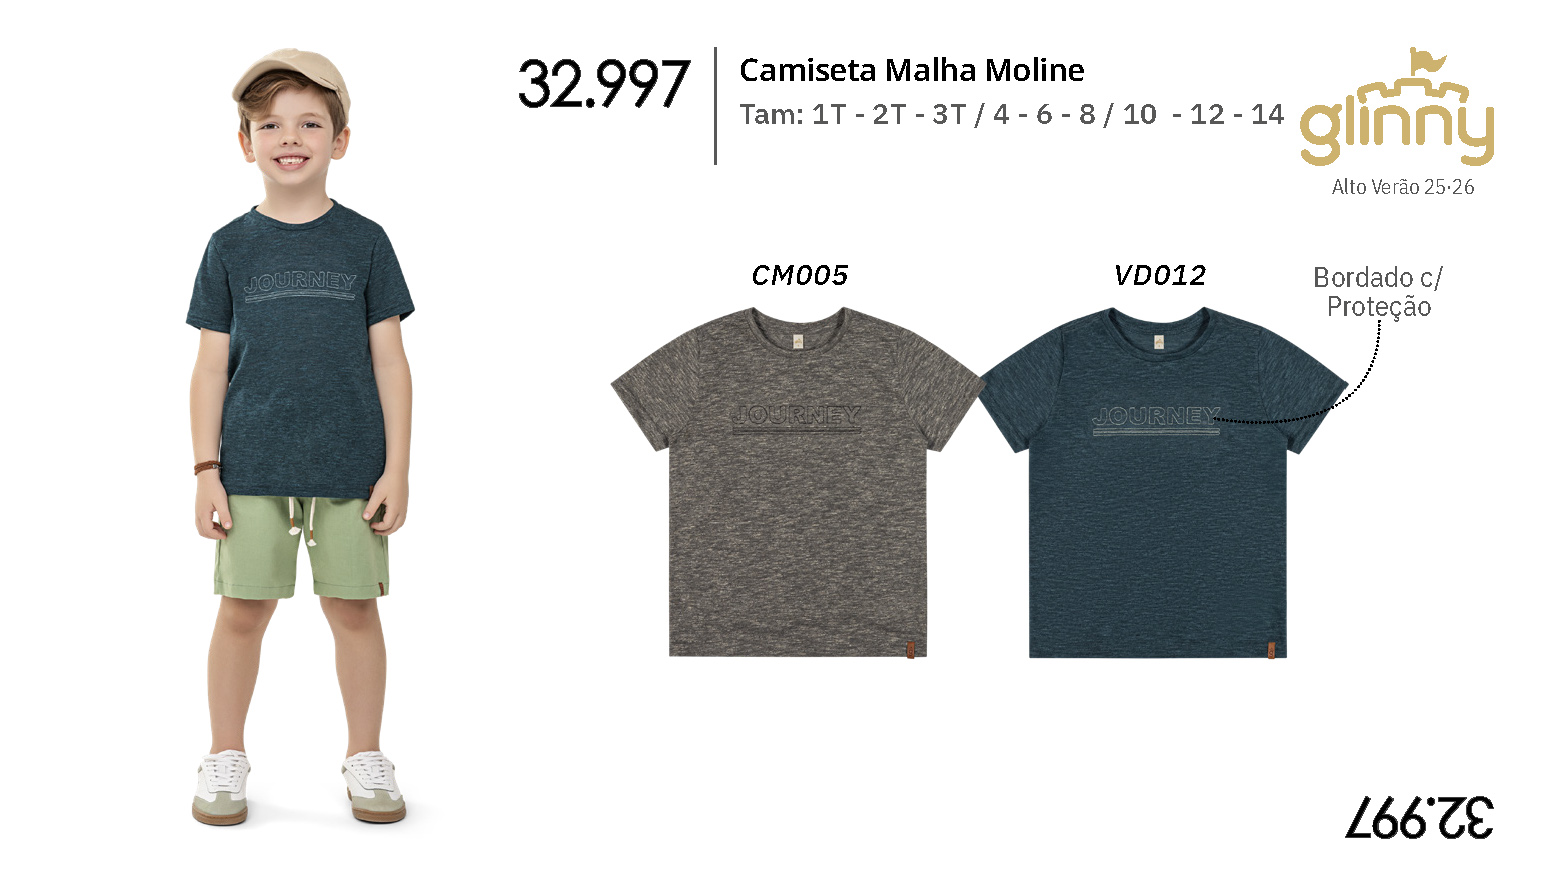 32.997
Camiseta Malha Moline
Tam: 1T - 2T - 3T / 4 - 6 - 8 / 10 - 12 - 14
glinny
Alto Verão 25·26
CM005
VD012
Bordado c/
Proteção
JOURNEY
JOURNEY
JOURNEY
32.997